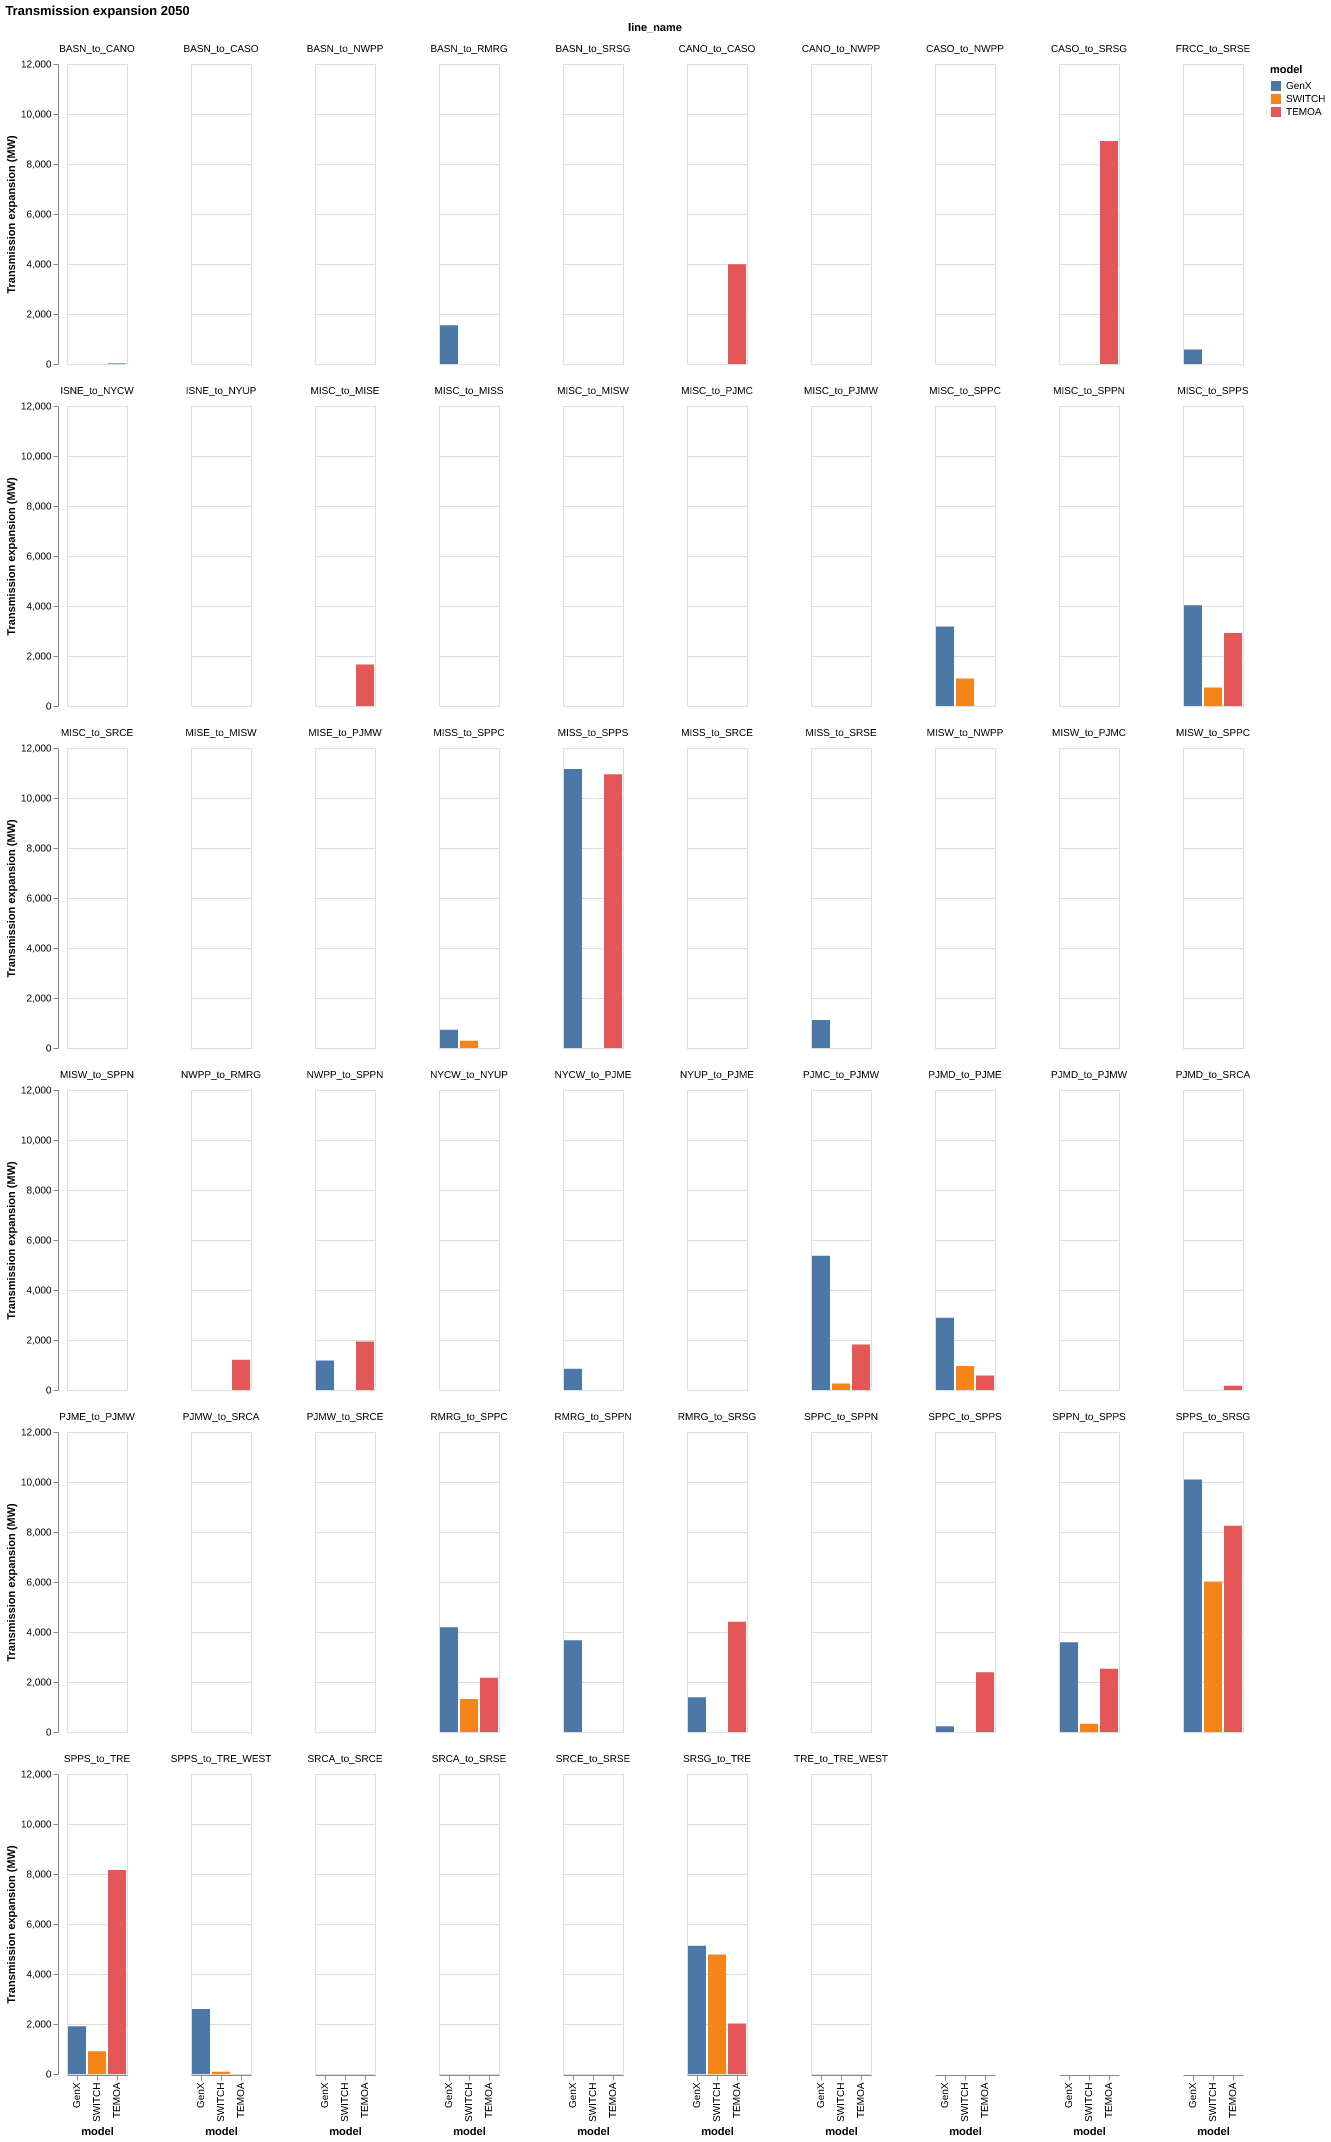 Transmission expansion 2050
line_name
BASN_to_CANO BASN_to_CASO BASN_to_NWPP BASN_to_RMRG BASN_to_SRSG CANO_to_CASO CANO_to_NWPP CASO_to_NWPP CASO_to_SRSG FRCC_to_SRSE
model
GenX
SWITCH
TEMOA
Transmission expansion (MW)
12,000
10,000
8,000
6,000
4,000
2,000
0
ISNE_to_NYCW ISNE_to_NYUP MISC_to_MISE MISC_to_MISS MISC_to_MISW MISC_to_PJMC MISC_to_PJMW MISC_to_SPPC MISC_to_SPPN MISC_to_SPPS
Transmission expansion (MW)
12,000
10,000
8,000
6,000
4,000
2,000
0
MISC_to_SRCE MISE_to_MISW MISE_to_PJMW MISS_to_SPPC MISS_to_SPPS MISS_to_SRCE MISS_to_SRSE MISW_to_NWPP MISW_to_PJMC MISW_to_SPPC
Transmission expansion (MW)
12,000
10,000
8,000
6,000
4,000
2,000
0
MISW_to_SPPN NWPP_to_RMRG NWPP_to_SPPN NYCW_to_NYUP NYCW_to_PJME NYUP_to_PJME PJMC_to_PJMW PJMD_to_PJME PJMD_to_PJMW PJMD_to_SRCA
Transmission expansion (MW)
12,000
10,000
8,000
6,000
4,000
2,000
0
PJME_to_PJMW PJMW_to_SRCA PJMW_to_SRCE RMRG_to_SPPC RMRG_to_SPPN RMRG_to_SRSG SPPC_to_SPPN SPPC_to_SPPS SPPN_to_SPPS SPPS_to_SRSG
Transmission expansion (MW)
12,000
10,000
8,000
6,000
4,000
2,000
0
SPPS_to_TRE SPPS_to_TRE_WEST SRCA_to_SRCE SRCA_to_SRSE SRCE_to_SRSE SRSG_to_TRE TRE_to_TRE_WEST
Transmission expansion (MW)
12,000
10,000
8,000
6,000
4,000
2,000
0
GenX SWITCH TEMOA GenX SWITCH TEMOA GenX SWITCH TEMOA GenX SWITCH TEMOA GenX SWITCH TEMOA GenX SWITCH TEMOA GenX SWITCH TEMOA GenX SWITCH TEMOA GenX SWITCH TEMOA GenX SWITCH TEMOA
model model model model model model model model model model